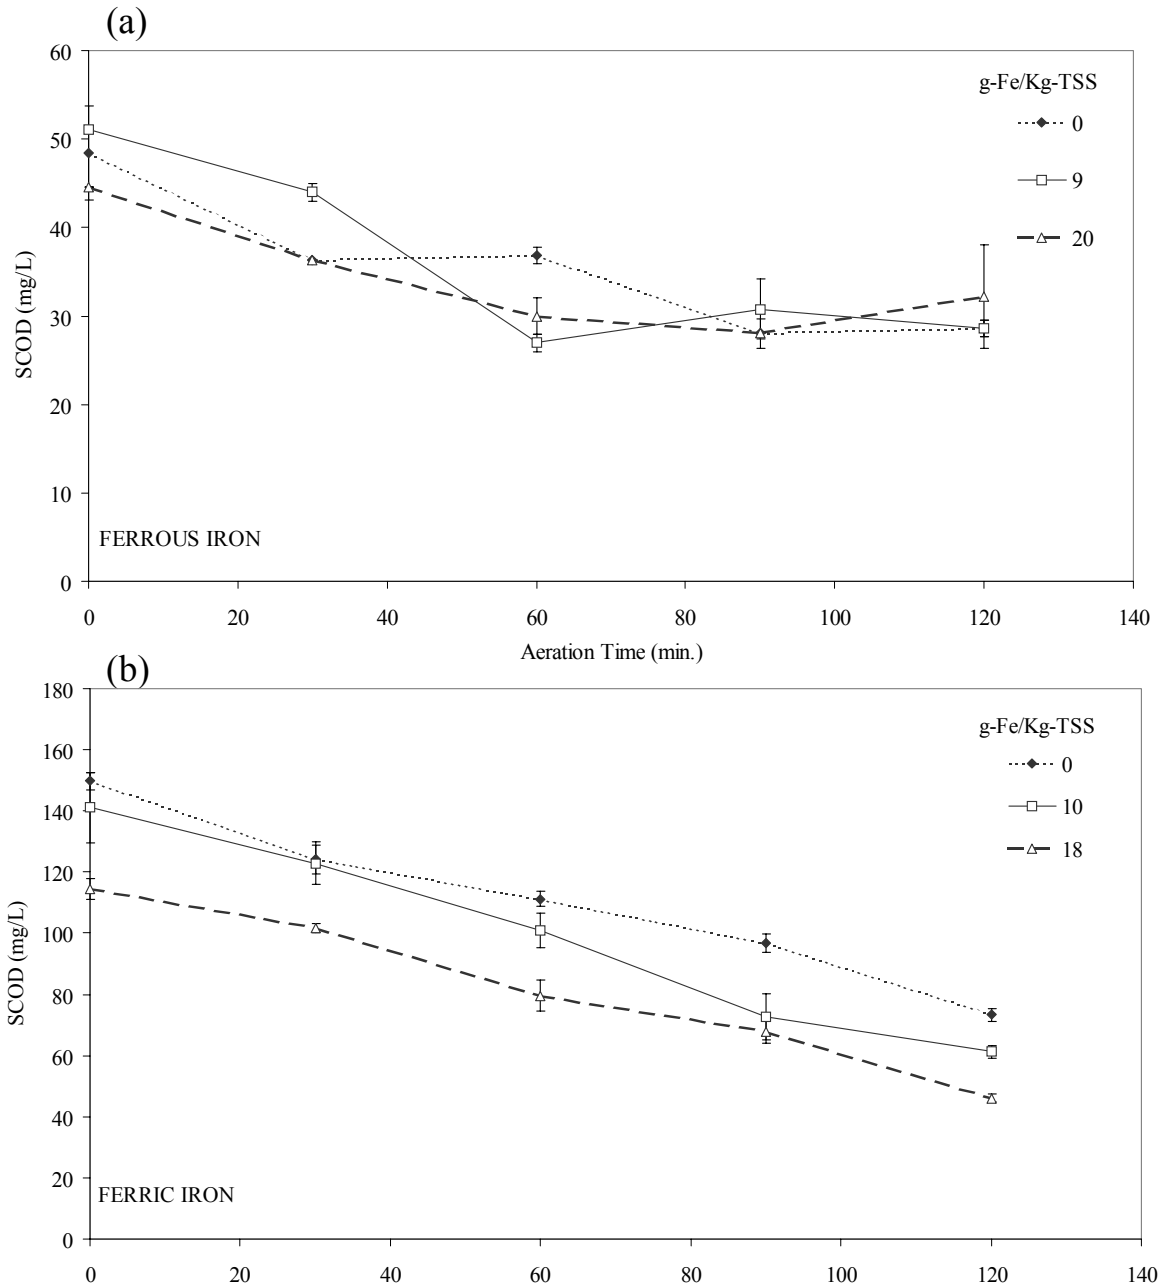 (a)
60
50
40
30
20
10
0
SCOD (mg/L)
g-Fe/Kg-TSS
0
9
20
FERROUS IRON
0 20 40 60 80 100 120 140
Aeration Time (min.)
(b)
180
160
140
120
100
80
60
40
20
0
SCOD (mg/L)
g-Fe/Kg-TSS
0
10
18
FERRIC IRON
0 20 40 60 80 100 120 140